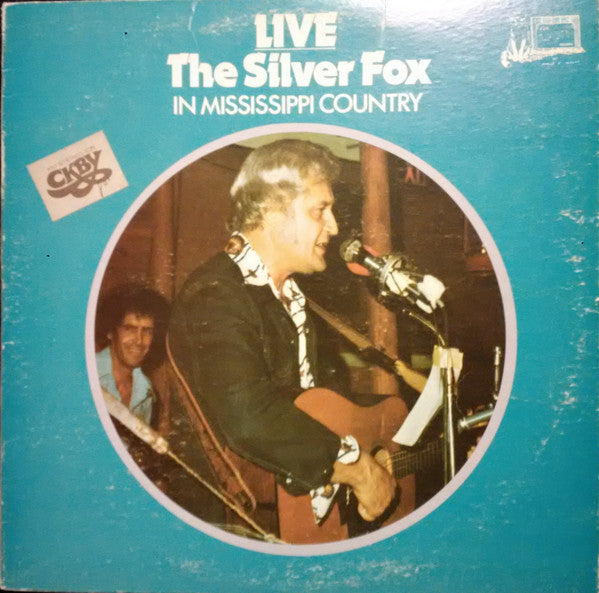 LIVE
The Silver Fox
IN MISSISSIPPI COUNTRY
CKBY